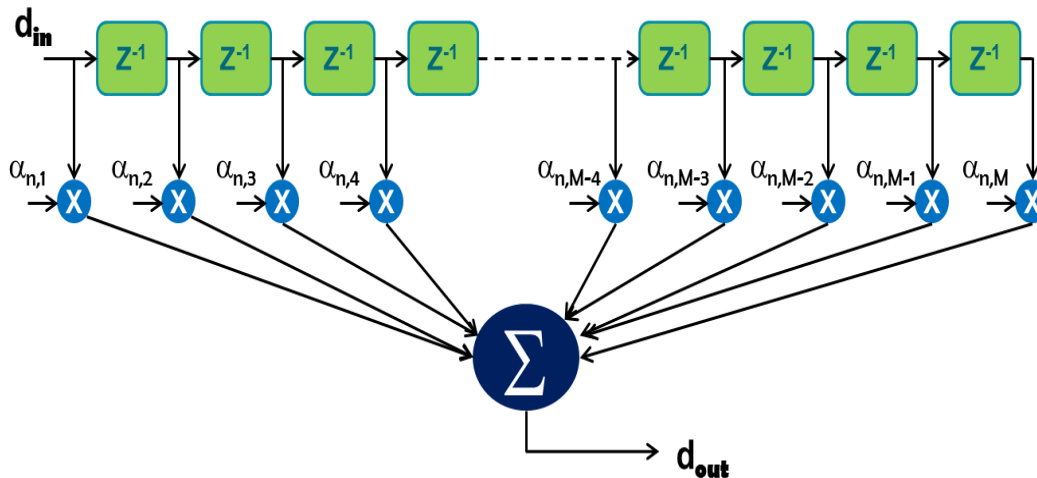 d_in
Z⁻¹ Z⁻¹ Z⁻¹ Z⁻¹ Z⁻¹ Z⁻¹ Z⁻¹ Z⁻¹
α_n,1 α_n,2 α_n,3 α_n,4 α_n,M-4 α_n,M-3 α_n,M-2 α_n,M-1 α_n,M
X X X X X X X X X
Σ
d_out